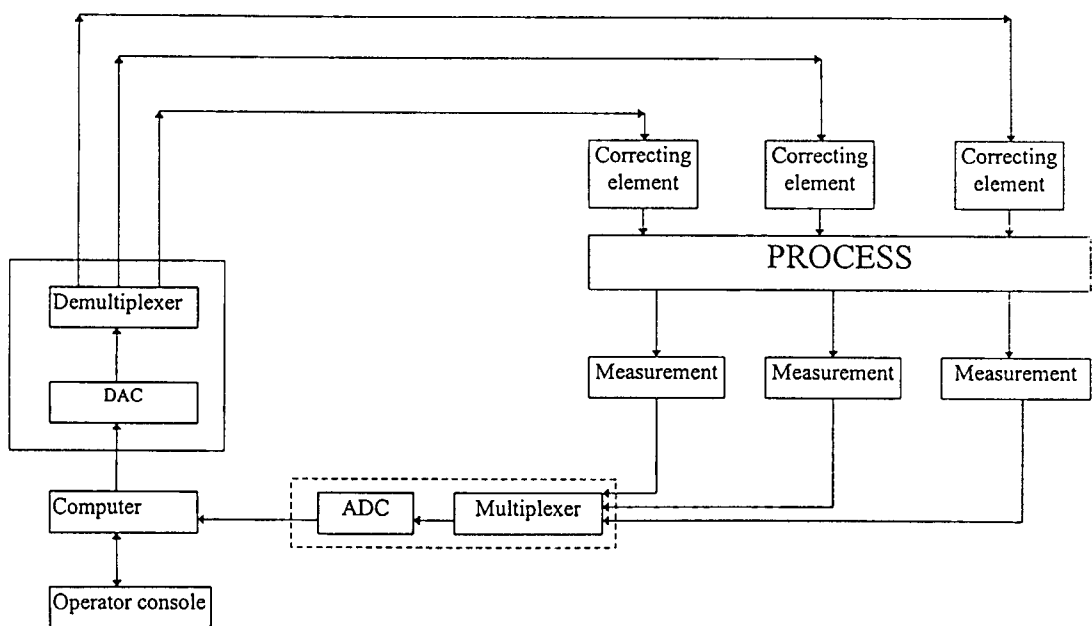 Correcting
element
Correcting
element
Correcting
element
PROCESS
Demultiplexer
DAC
Measurement
Measurement
Measurement
Computer
ADC
Multiplexer
Operator console